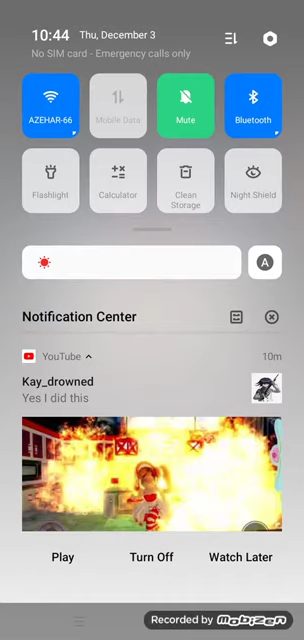 10:44 Thu, December 3
No SIM card - Emergency calls only
AZEHAR-66
Mobile Data
Mute
Bluetooth
Flashlight
Calculator
Clean
Storage
Night Shield
A
Notification Center
YouTube
10m
Kay_drowned
Yes I did this
Play
Turn Off
Watch Later
Recorded by Mobizen